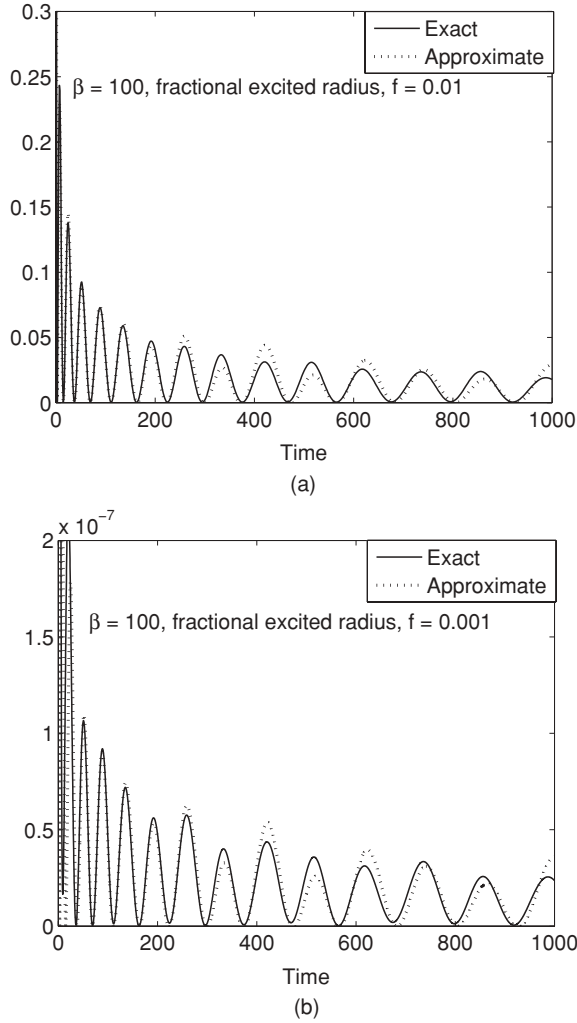 0.3
Exact
Approximate
0.25
β = 100, fractional excited radius, f = 0.01
0.2
0.15
0.1
0.05
0
0 200 400 600 800 1000
Time
(a)
x 10⁻⁷
2
Exact
Approximate
β = 100, fractional excited radius, f = 0.001
1.5
1
0.5
0
0 200 400 600 800 1000
Time
(b)